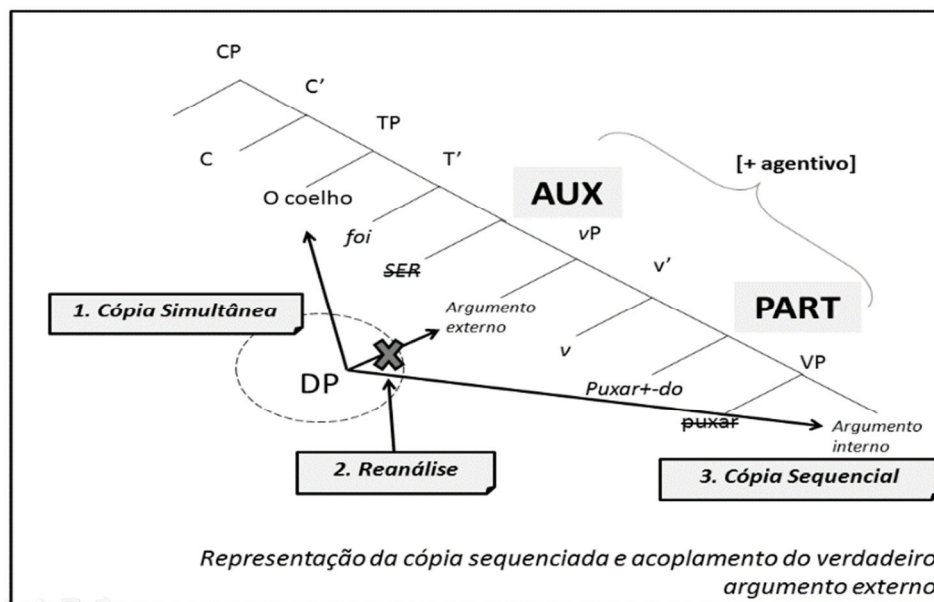 CP
C’
TP
C
T’
[+ agentivo]
O coelho
AUX
foi
vP
SER
v’
1. Cópia Simultânea
Argumento
externo
PART
v
DP
VP
Puxar+-do
puxar
Argumento
interno
2. Reanálise
3. Cópia Sequencial
Representação da cópia sequenciada e acoplamento do verdadeiro
argumento externo